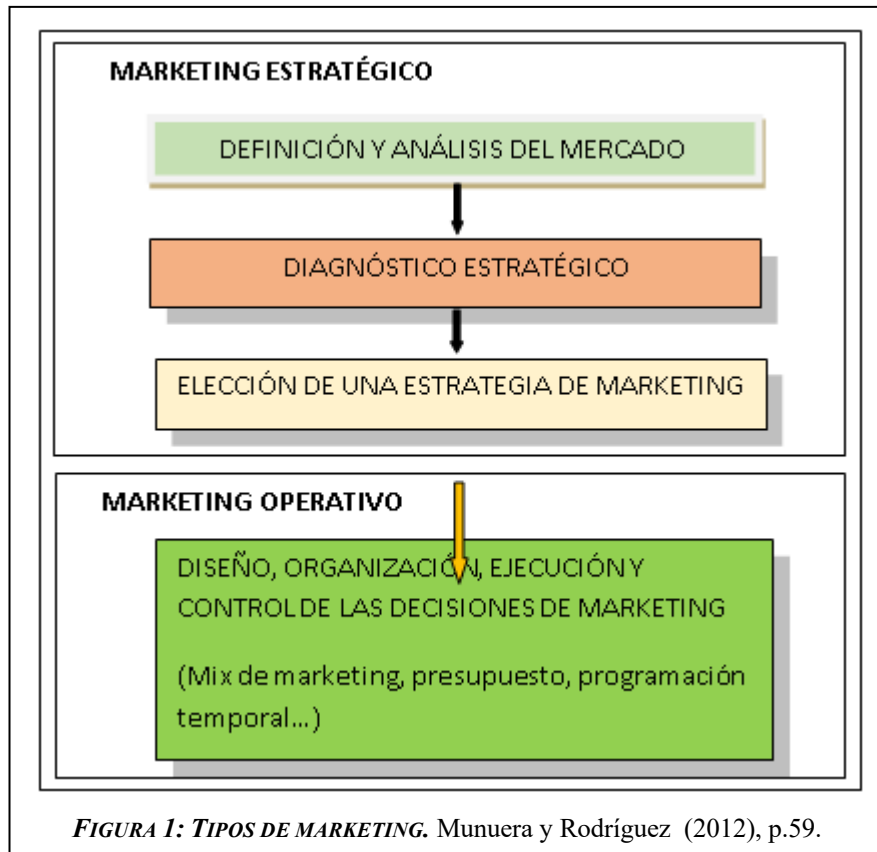 MARKETING ESTRATÉGICO
DEFINICIÓN Y ANÁLISIS DEL MERCADO
DIAGNÓSTICO ESTRATÉGICO
ELECCIÓN DE UNA ESTRATEGIA DE MARKETING
MARKETING OPERATIVO
DISEÑO, ORGANIZACIÓN, EJECUCIÓN Y
CONTROL DE LAS DECISIONES DE MARKETING
(Mix de marketing, presupuesto, programación
temporal...)
FIGURA 1: TIPOS DE MARKETING. Munuera y Rodríguez (2012), p.59.